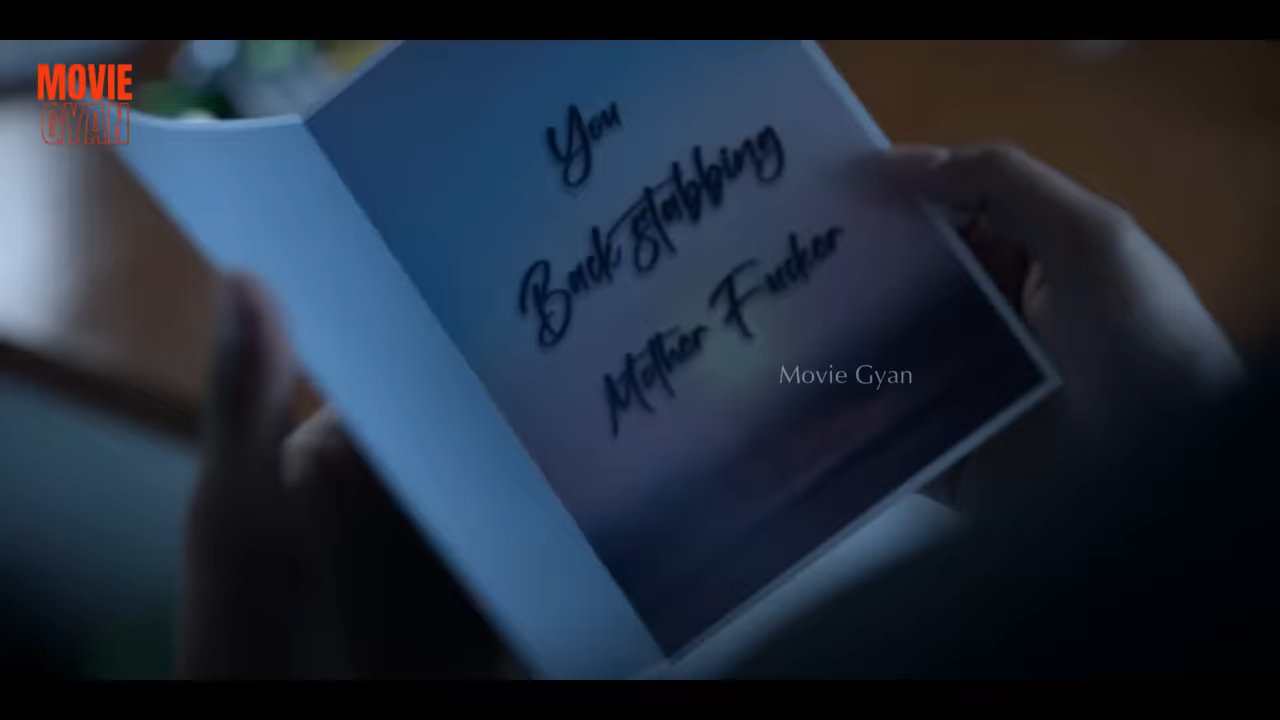 MOVIE
GYAN
You
Back stabbing
Mother Fucker
Movie Gyan